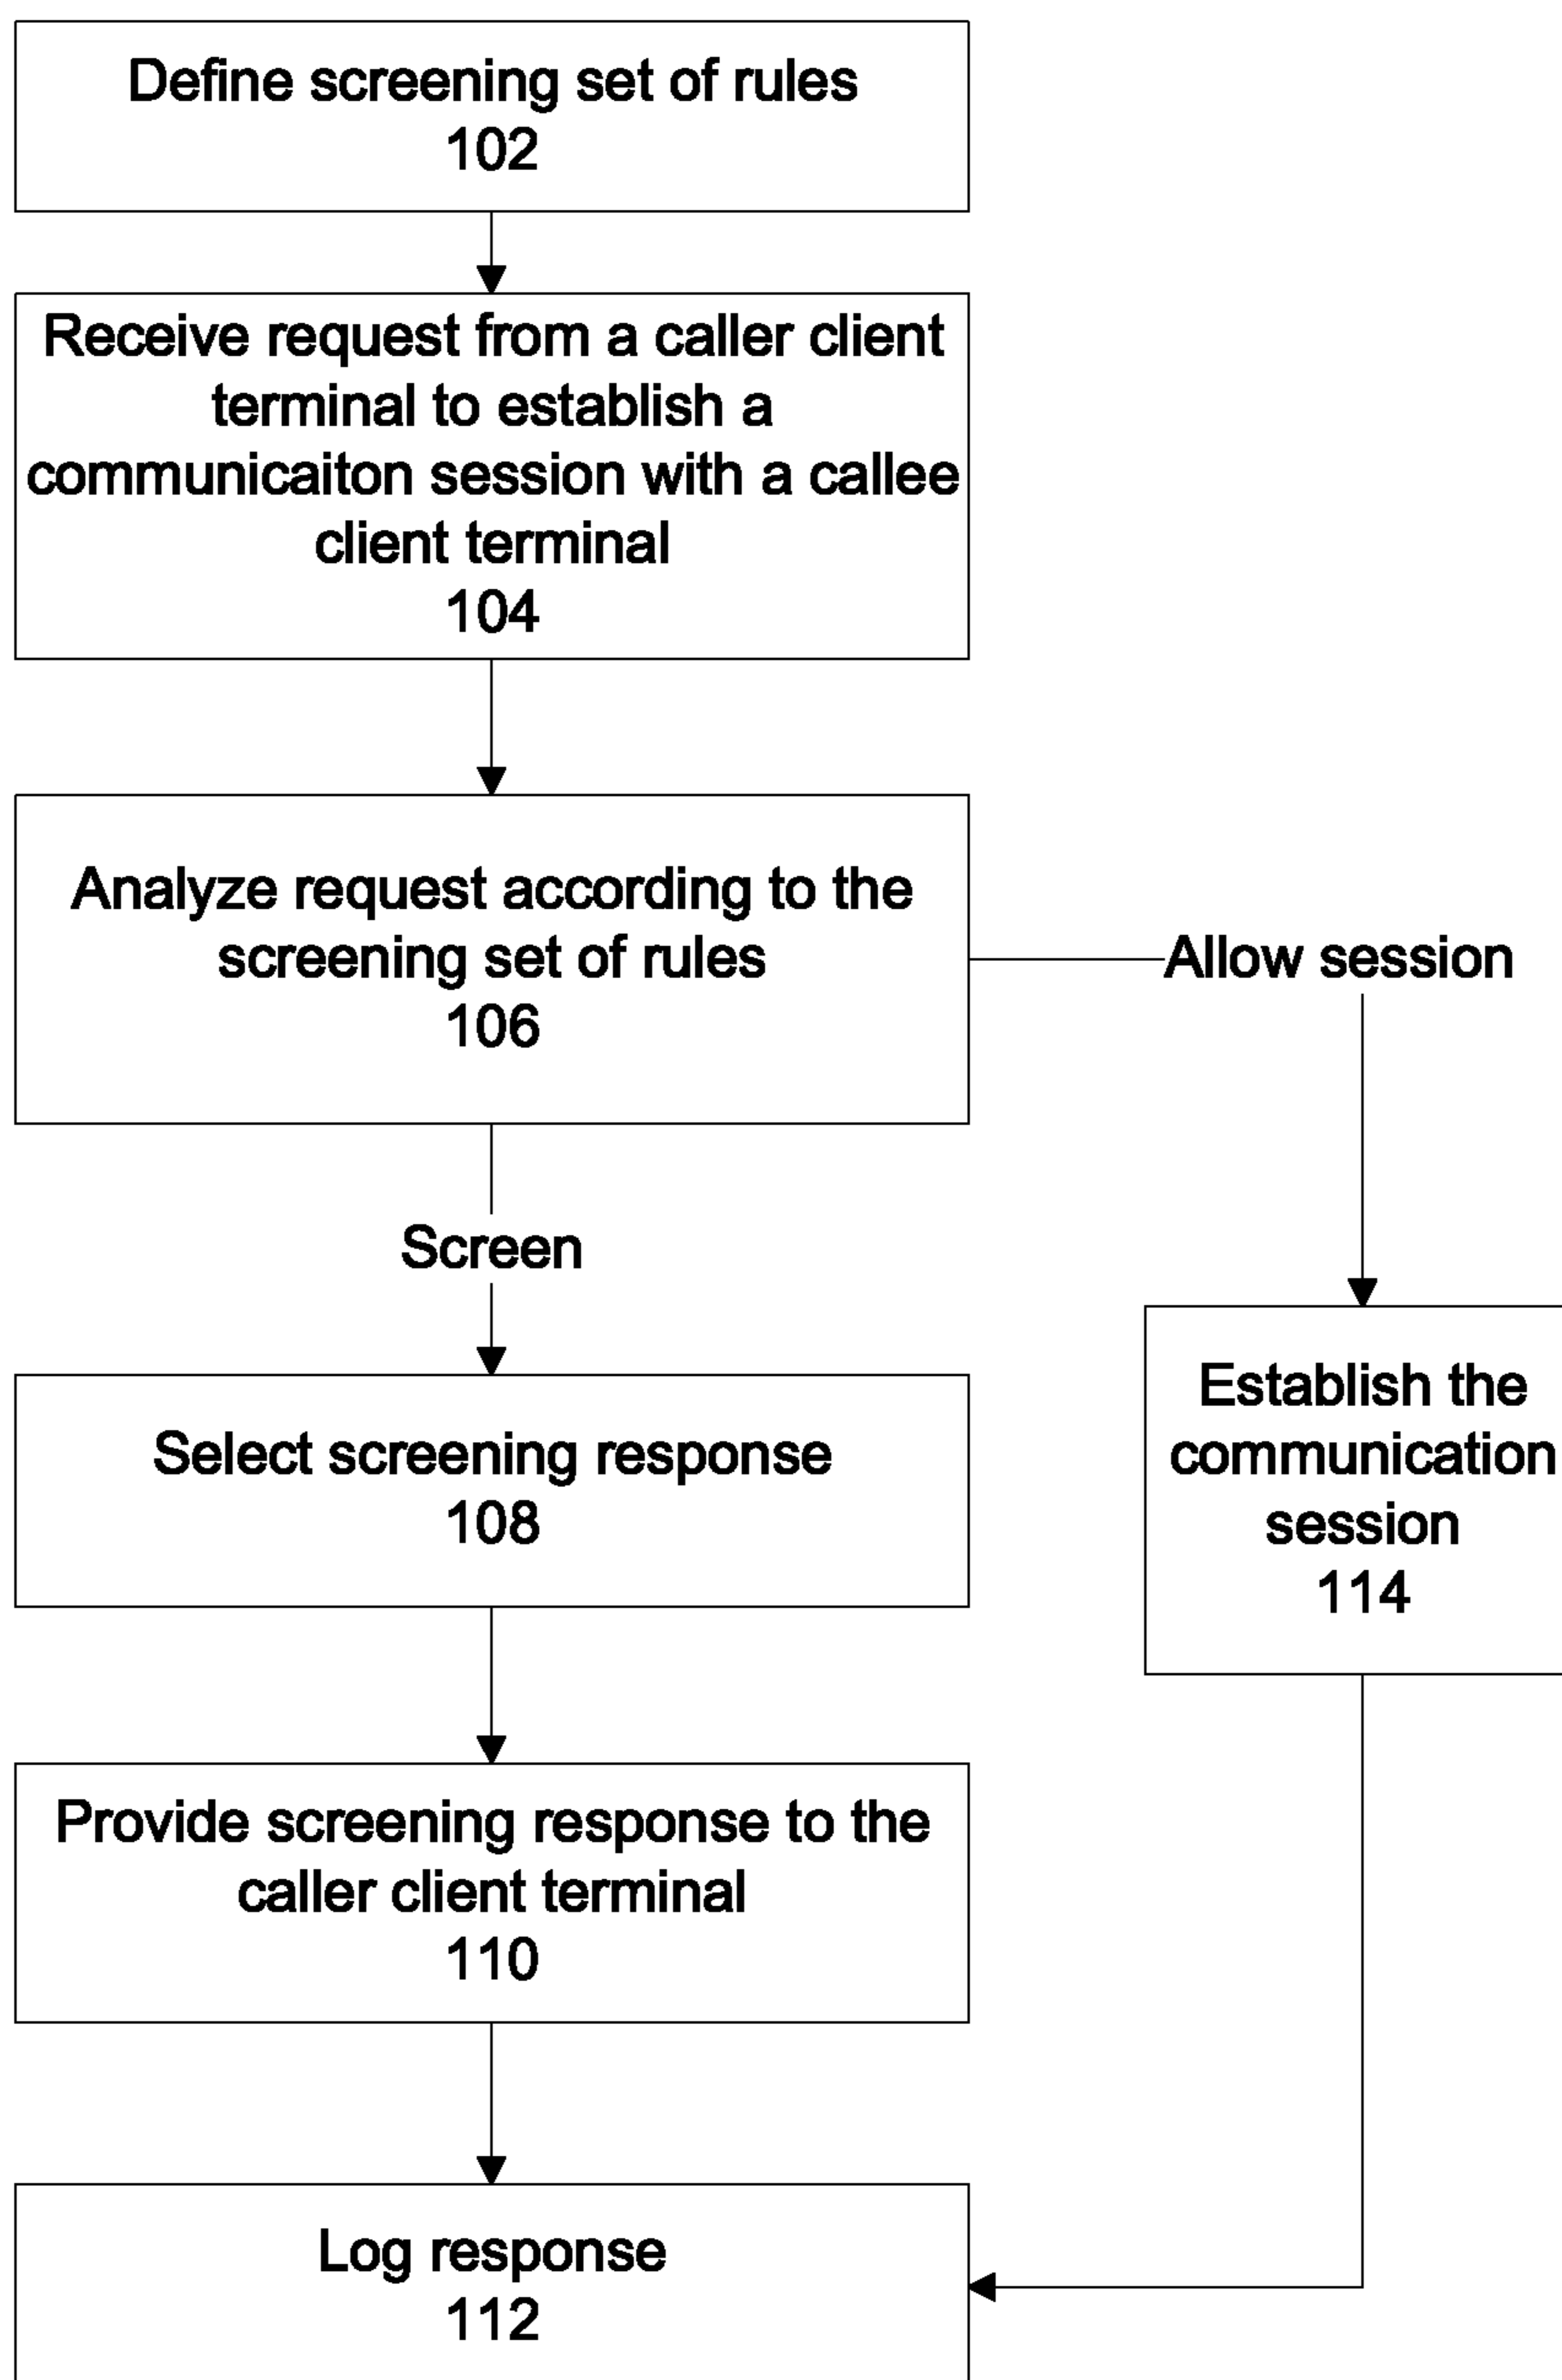 Define screening set of rules
102
Receive request from a caller client
terminal to establish a
communicaiton session with a callee
client terminal
104
Analyze request according to the
screening set of rules
106
Allow session
Screen
Select screening response
108
Establish the
communication
session
114
Provide screening response to the
caller client terminal
110
Log response
112